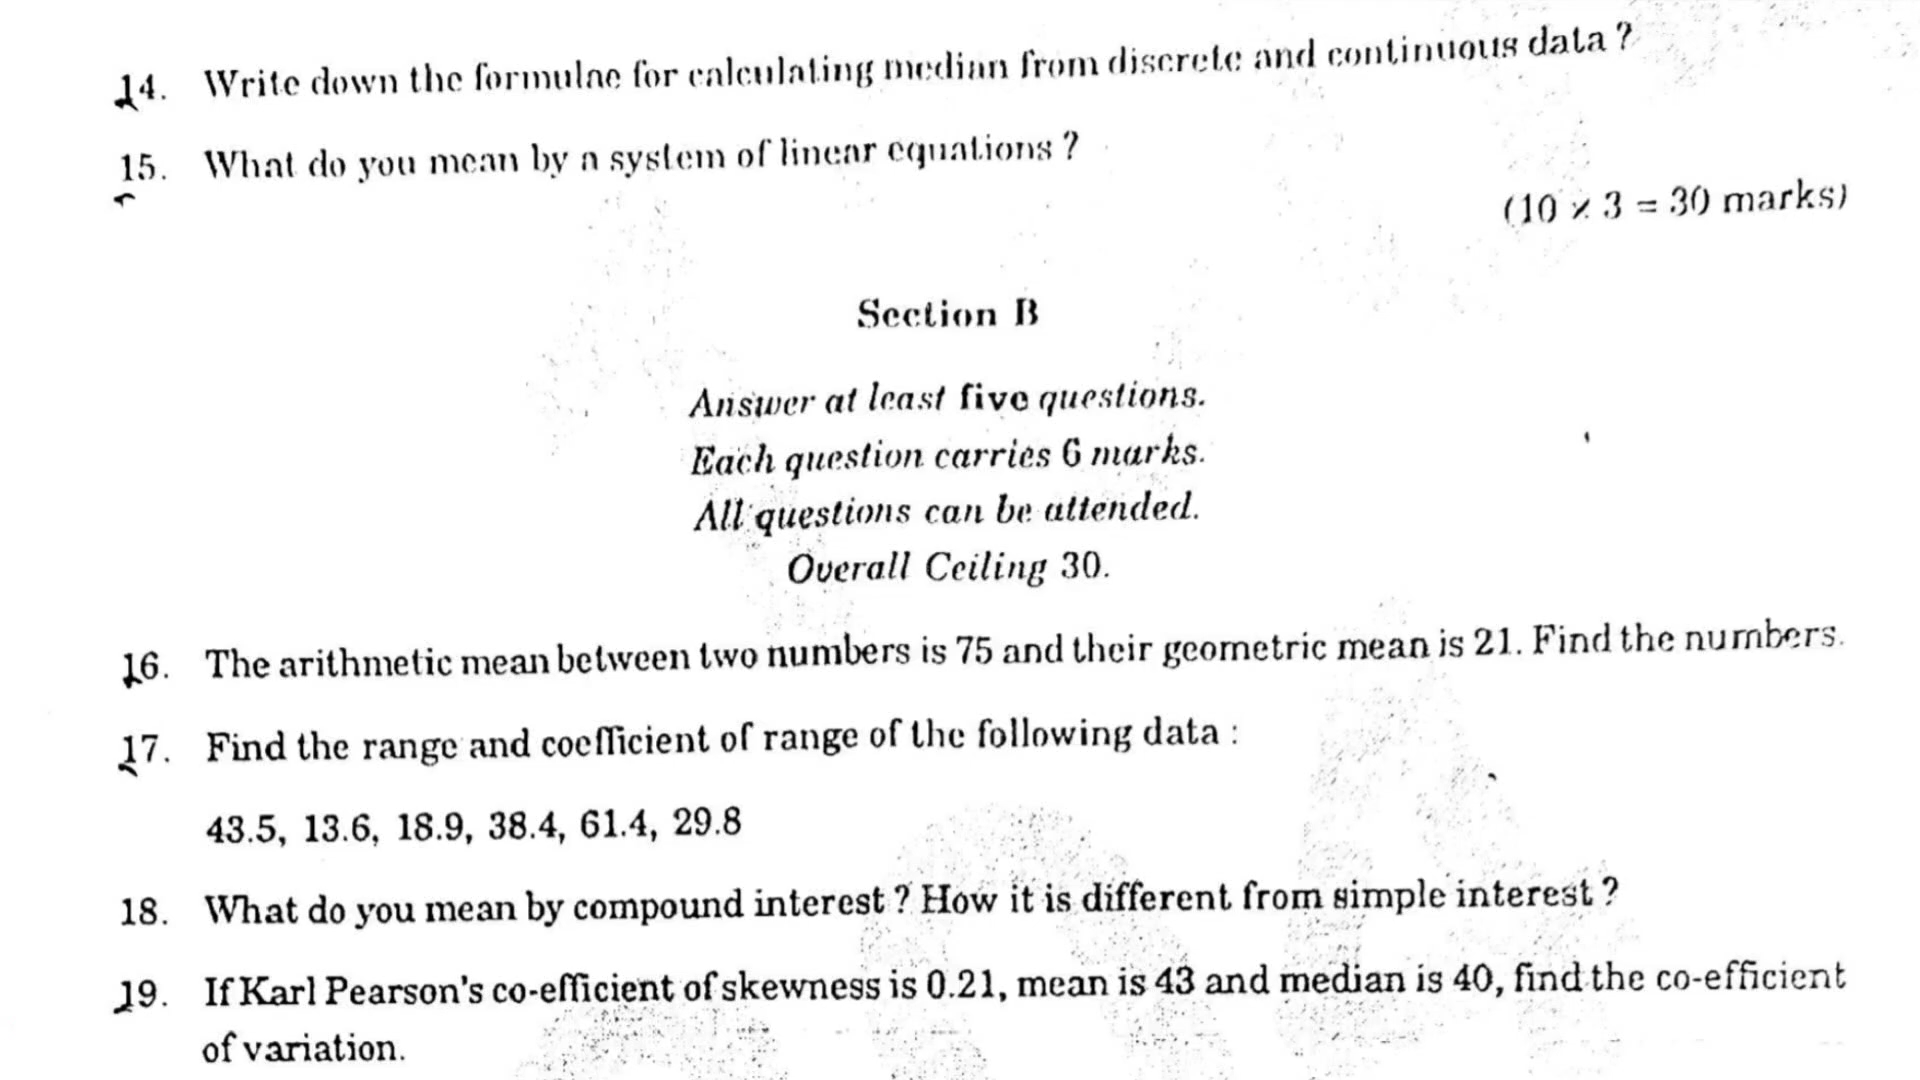 14. Write down the formulae for calculating median from discrete and continuous data ?
15. What do you mean by a system of linear equations ?
(10 × 3 = 30 marks)
Section B
Answer at least five questions.
Each question carries 6 marks.
All questions can be attended.
Overall Ceiling 30.
16. The arithmetic mean between two numbers is 75 and their geometric mean is 21. Find the numbers.
17. Find the range and coefficient of range of the following data :
43.5, 13.6, 18.9, 38.4, 61.4, 29.8
18. What do you mean by compound interest ? How it is different from simple interest ?
19. If Karl Pearson's co-efficient of skewness is 0.21, mean is 43 and median is 40, find the co-efficient
of variation.